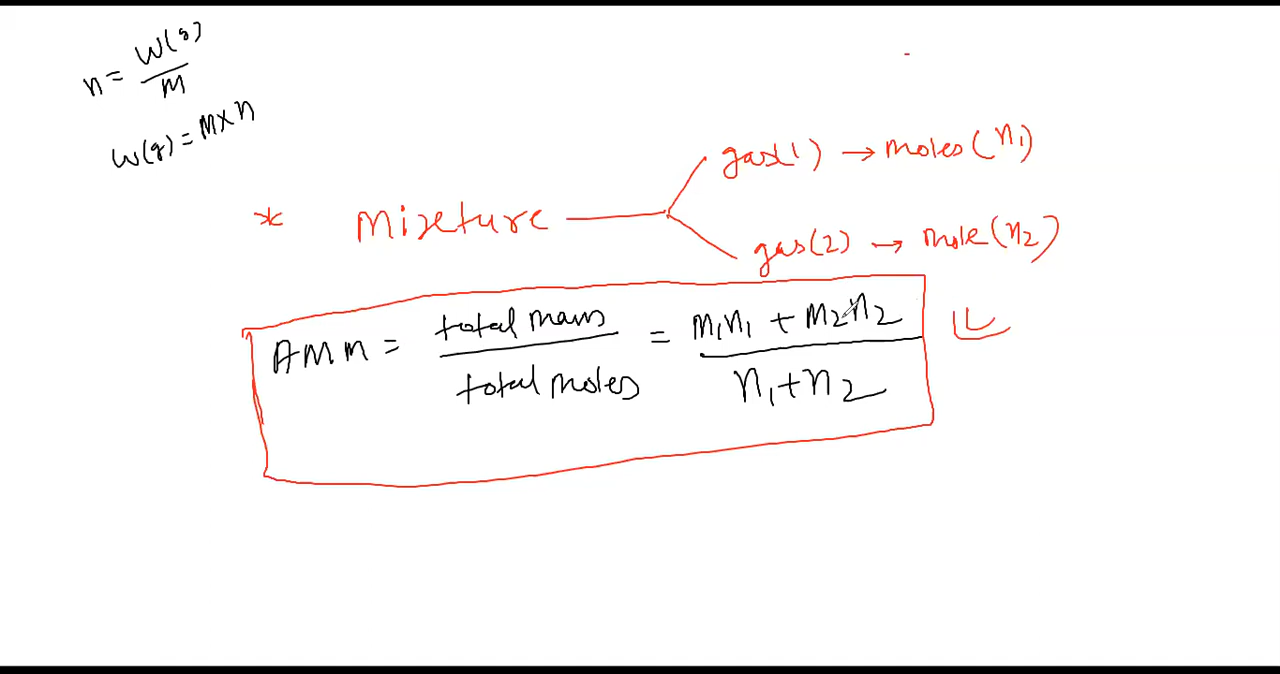 n = W(g)/M
W(g) = M×n
gas(1) → moles(n₁)
* Mixture
gas(2) → mole(n₂)
AMM = total mass/total moles = M₁n₁ + M₂n₂/n₁+n₂